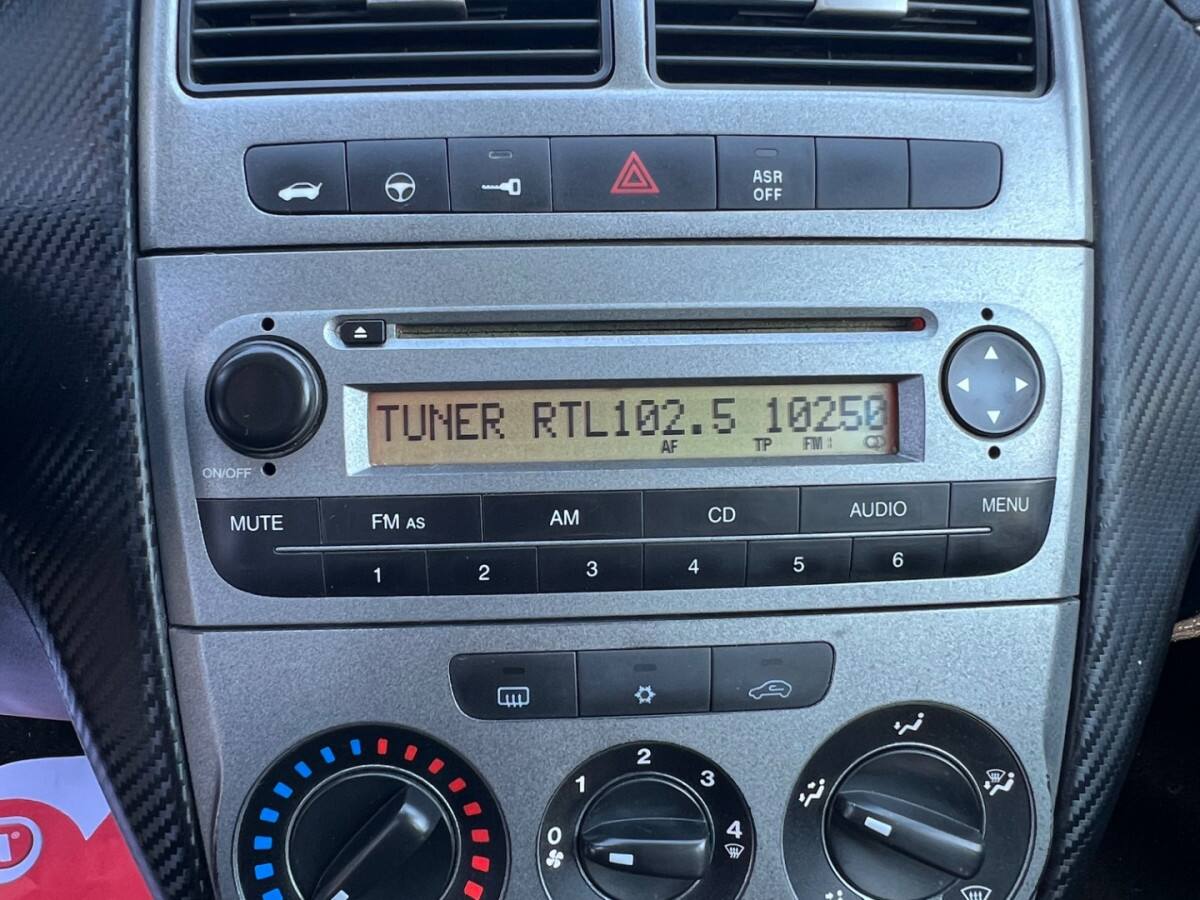 ASR
OFF
TUNER RTL102.5 10250
AF TP FM
ON/OFF
MUTE FM AS AM CD AUDIO MENU
1 2 3 4 5 6
2
1 3
0 4